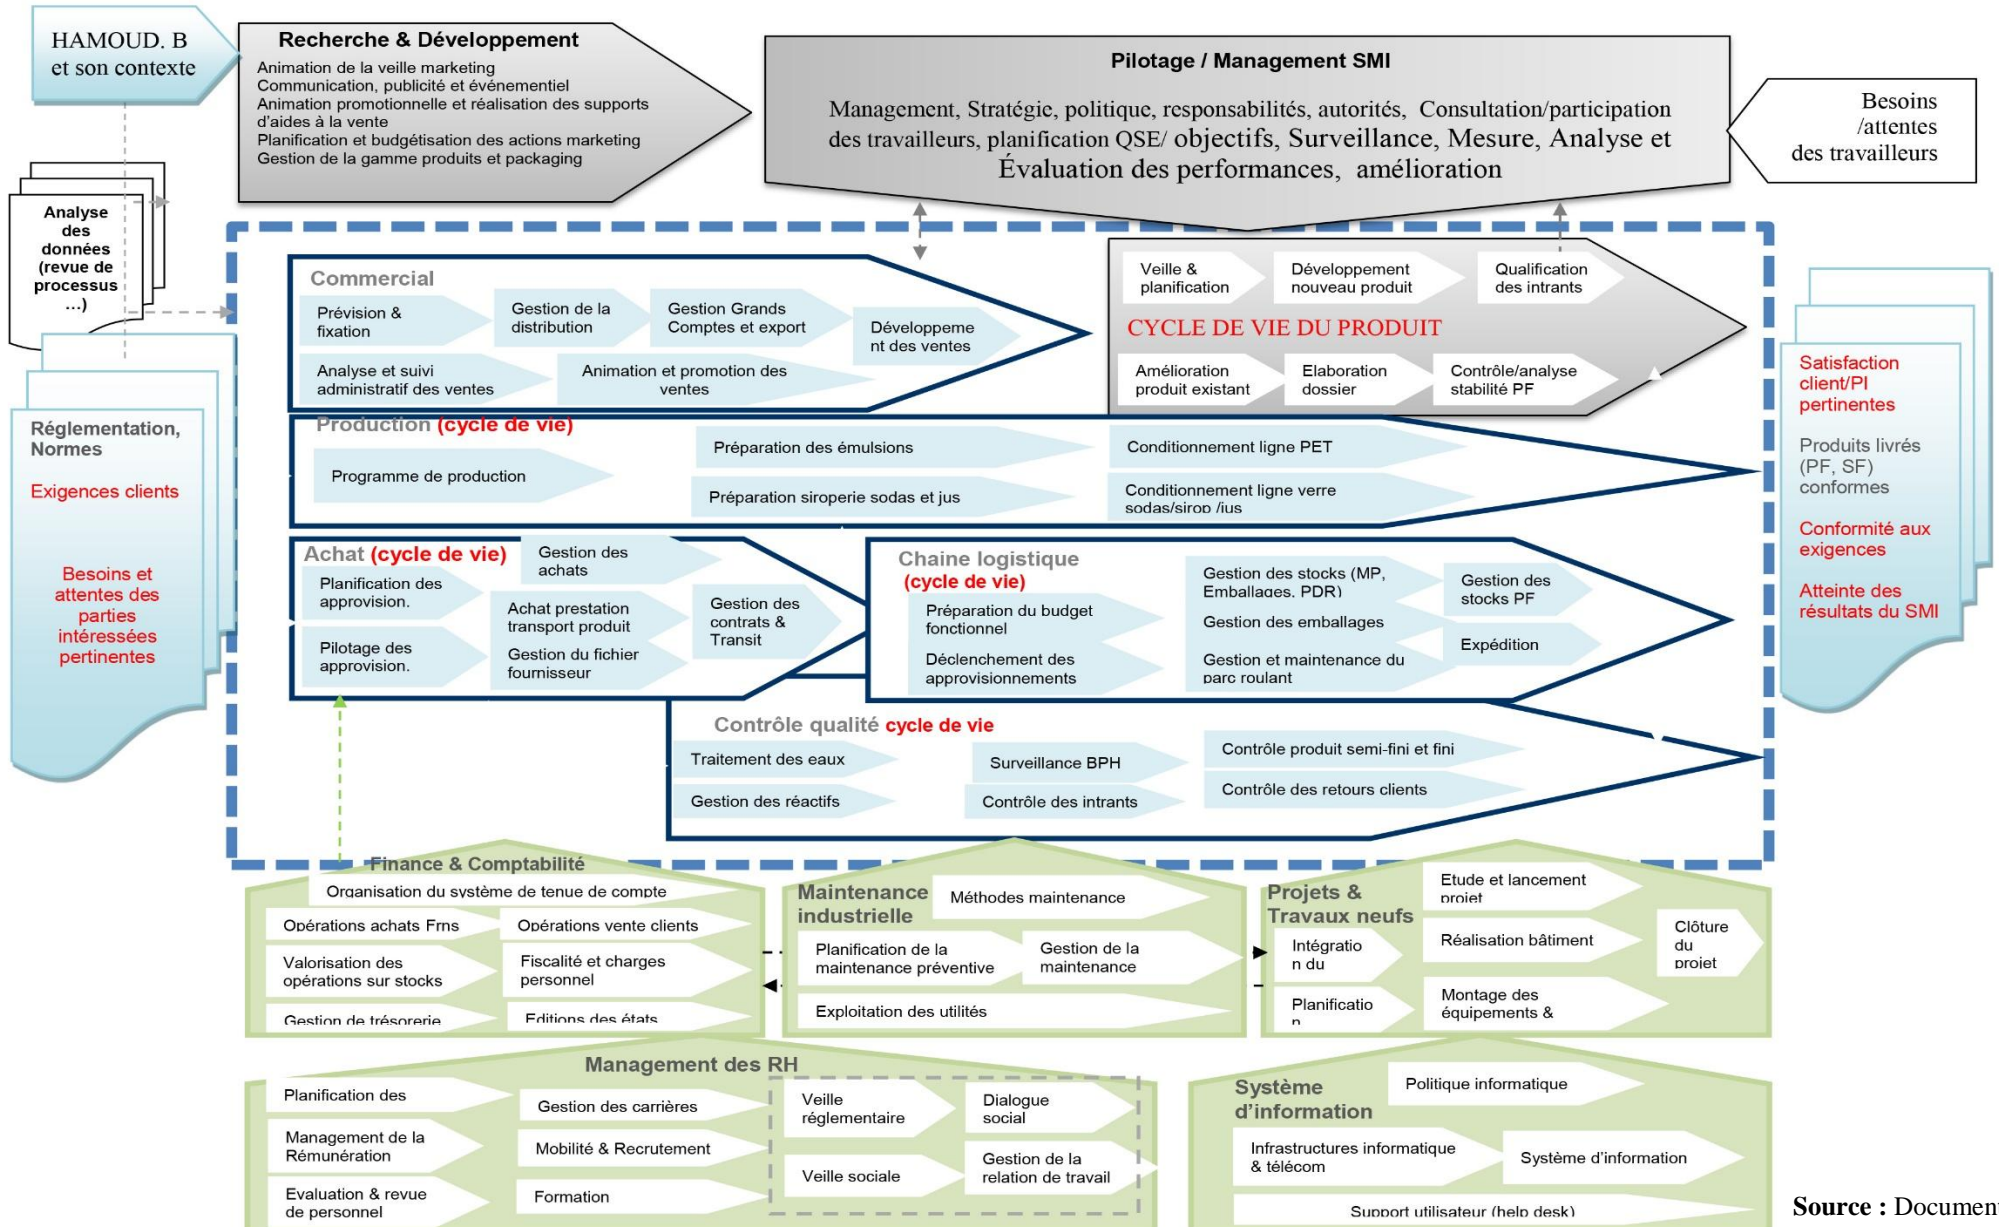 HAMOUD. B
et son contexte
Recherche & Développement
Animation de la veille marketing
Communication, publicité et événementiel
Animation promotionnelle et réalisation des supports
d'aides à la vente
Planification et budgétisation des actions marketing
Gestion de la gamme produits et packaging
Pilotage / Management SMI
Management, Stratégie, politique, responsabilités, autorités, Consultation/participation
des travailleurs, planification QSE/ objectifs, Surveillance, Mesure, Analyse et
Évaluation des performances, amélioration
Besoins
/attentes
des travailleurs
Analyse
des
données
(revue de
processus
...)
Réglementation,
Normes
Exigences clients
Besoins et
attentes des
parties
intéressées
pertinentes
Commercial
Prévision &
fixation
Gestion de la
distribution
Gestion Grands
Comptes et export
Développeme
nt des ventes
Analyse et suivi
administratif des ventes
Animation et promotion des
ventes
Veille &
planification
Développement
nouveau produit
Qualification
des intrants
CYCLE DE VIE DU PRODUIT
Amélioration
produit existant
Elaboration
dossier
Contrôle/analyse
stabilité PF
Production (cycle de vie)
Programme de production
Préparation des émulsions
Préparation siroperie sodas et jus
Conditionnement ligne PET
Conditionnement ligne verre
sodas/sirop /jus
Achat (cycle de vie)
Planification des
approvision.
Pilotage des
approvision.
Gestion des
achats
Achat prestation
transport produit
Gestion du fichier
fournisseur
Gestion des
contrats &
Transit
Chaine logistique
(cycle de vie)
Préparation du budget
fonctionnel
Déclenchement des
approvisionnements
Gestion des stocks (MP,
Emballages, PDR)
Gestion des emballages
Gestion et maintenance du
parc roulant
Gestion des
stocks PF
Expédition
Contrôle qualité cycle de vie
Traitement des eaux
Gestion des réactifs
Surveillance BPH
Contrôle des intrants
Contrôle produit semi-fini et fini
Contrôle des retours clients
Satisfaction
client/PI
pertinentes
Produits livrés
(PF, SF)
conformes
Conformité aux
exigences
Atteinte des
résultats du SMI
Finance & Comptabilité
Organisation du système de tenue de compte
Opérations achats Frns
Opérations vente clients
Valorisation des
opérations sur stocks
Fiscalité et charges
personnel
Gestion de trésorerie
Editions des états
Maintenance
industrielle
Méthodes maintenance
Planification de la
maintenance préventive
Gestion de la
maintenance
Exploitation des utilités
Projets &
Travaux neufs
Intégratio
n du
Planificatio
n
Etude et lancement
projet
Réalisation bâtiment
Montage des
équipements &
Clôture
du
projet
Management des RH
Planification des
Management de la
Rémunération
Evaluation & revue
de personnel
Gestion des carrières
Mobilité & Recrutement
Formation
Veille
réglementaire
Veille sociale
Dialogue
social
Gestion de la
relation de travail
Système
d'information
Politique informatique
Infrastructures informatique
& télécom
Système d'information
Support utilisateur (help desk)
Source : Document